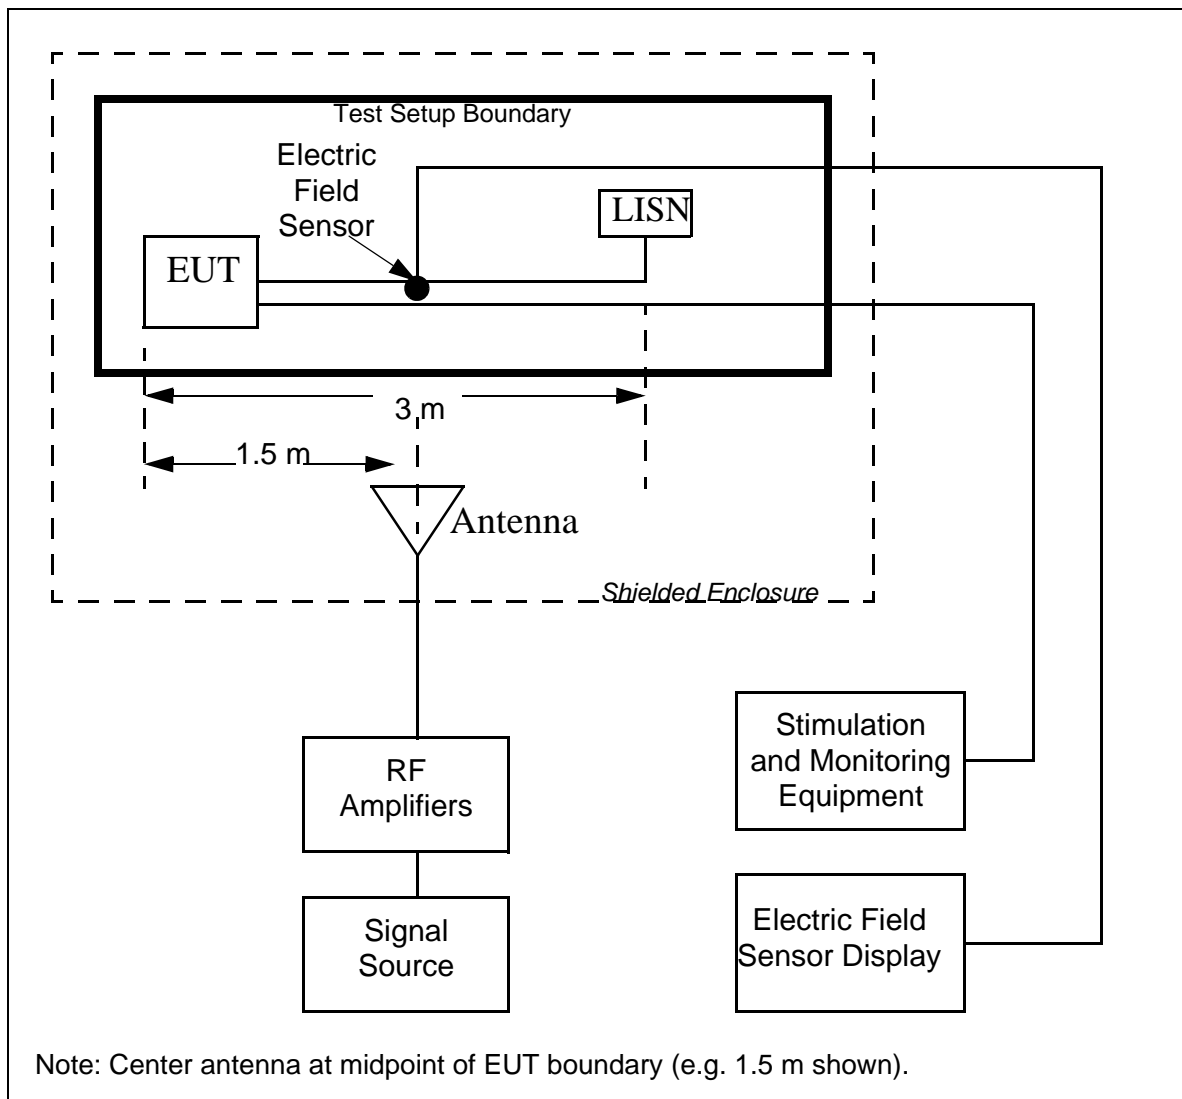 Test Setup Boundary
Electric
Field
Sensor
LISN
EUT
3 m
1.5 m
Antenna
Shielded Enclosure
RF
Amplifiers
Stimulation
and Monitoring
Equipment
Signal
Source
Electric Field
Sensor Display
Note: Center antenna at midpoint of EUT boundary (e.g. 1.5 m shown).